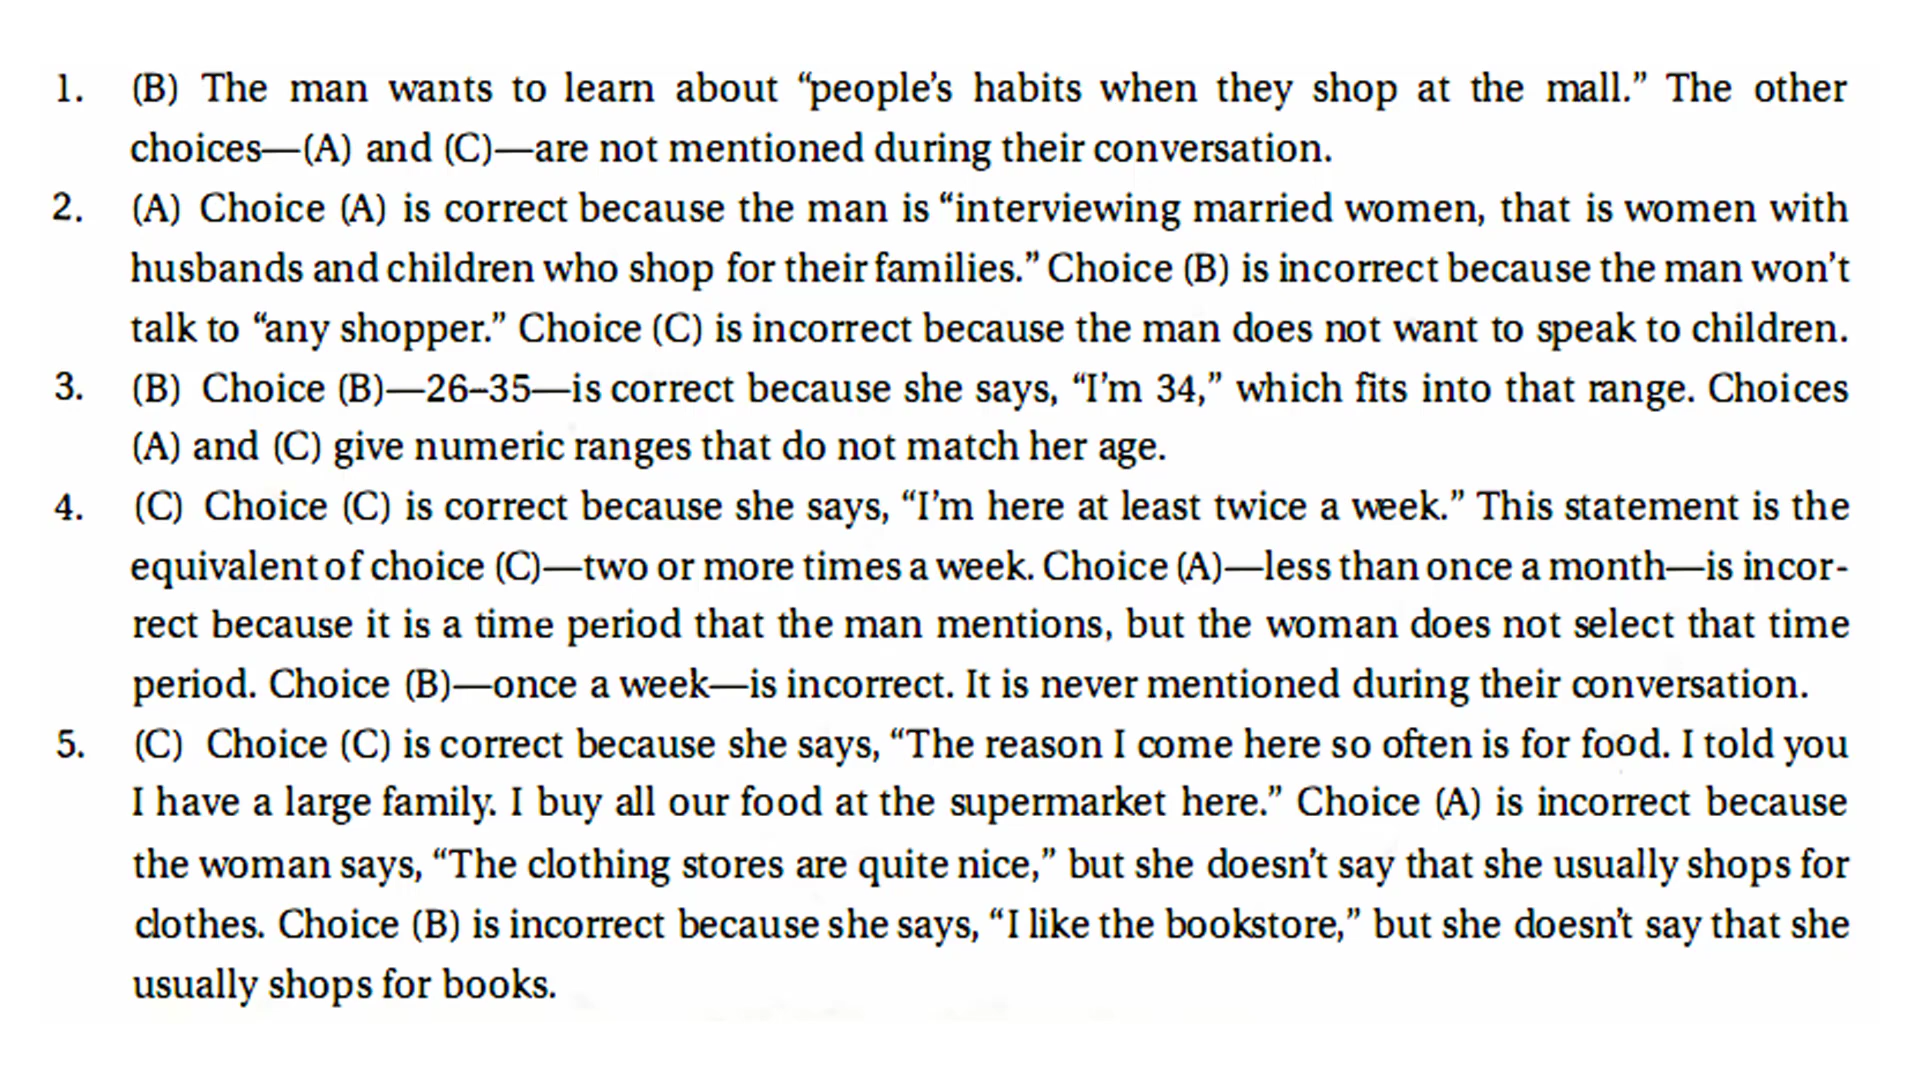 1. (B) The man wants to learn about “people’s habits when they shop at the mall.” The other
choices—(A) and (C)—are not mentioned during their conversation.
2. (A) Choice (A) is correct because the man is “interviewing married women, that is women with
husbands and children who shop for their families.” Choice (B) is incorrect because the man won’t
talk to “any shopper.” Choice (C) is incorrect because the man does not want to speak to children.
3. (B) Choice (B)—26–35—is correct because she says, “I’m 34,” which fits into that range. Choices
(A) and (C) give numeric ranges that do not match her age.
4. (C) Choice (C) is correct because she says, “I’m here at least twice a week.” This statement is the
equivalent of choice (C)—two or more times a week. Choice (A)—less than once a month—is incor-
rect because it is a time period that the man mentions, but the woman does not select that time
period. Choice (B)—once a week—is incorrect. It is never mentioned during their conversation.
5. (C) Choice (C) is correct because she says, “The reason I come here so often is for food. I told you
I have a large family. I buy all our food at the supermarket here.” Choice (A) is incorrect because
the woman says, “The clothing stores are quite nice,” but she doesn’t say that she usually shops for
clothes. Choice (B) is incorrect because she says, “I like the bookstore,” but she doesn’t say that she
usually shops for books.